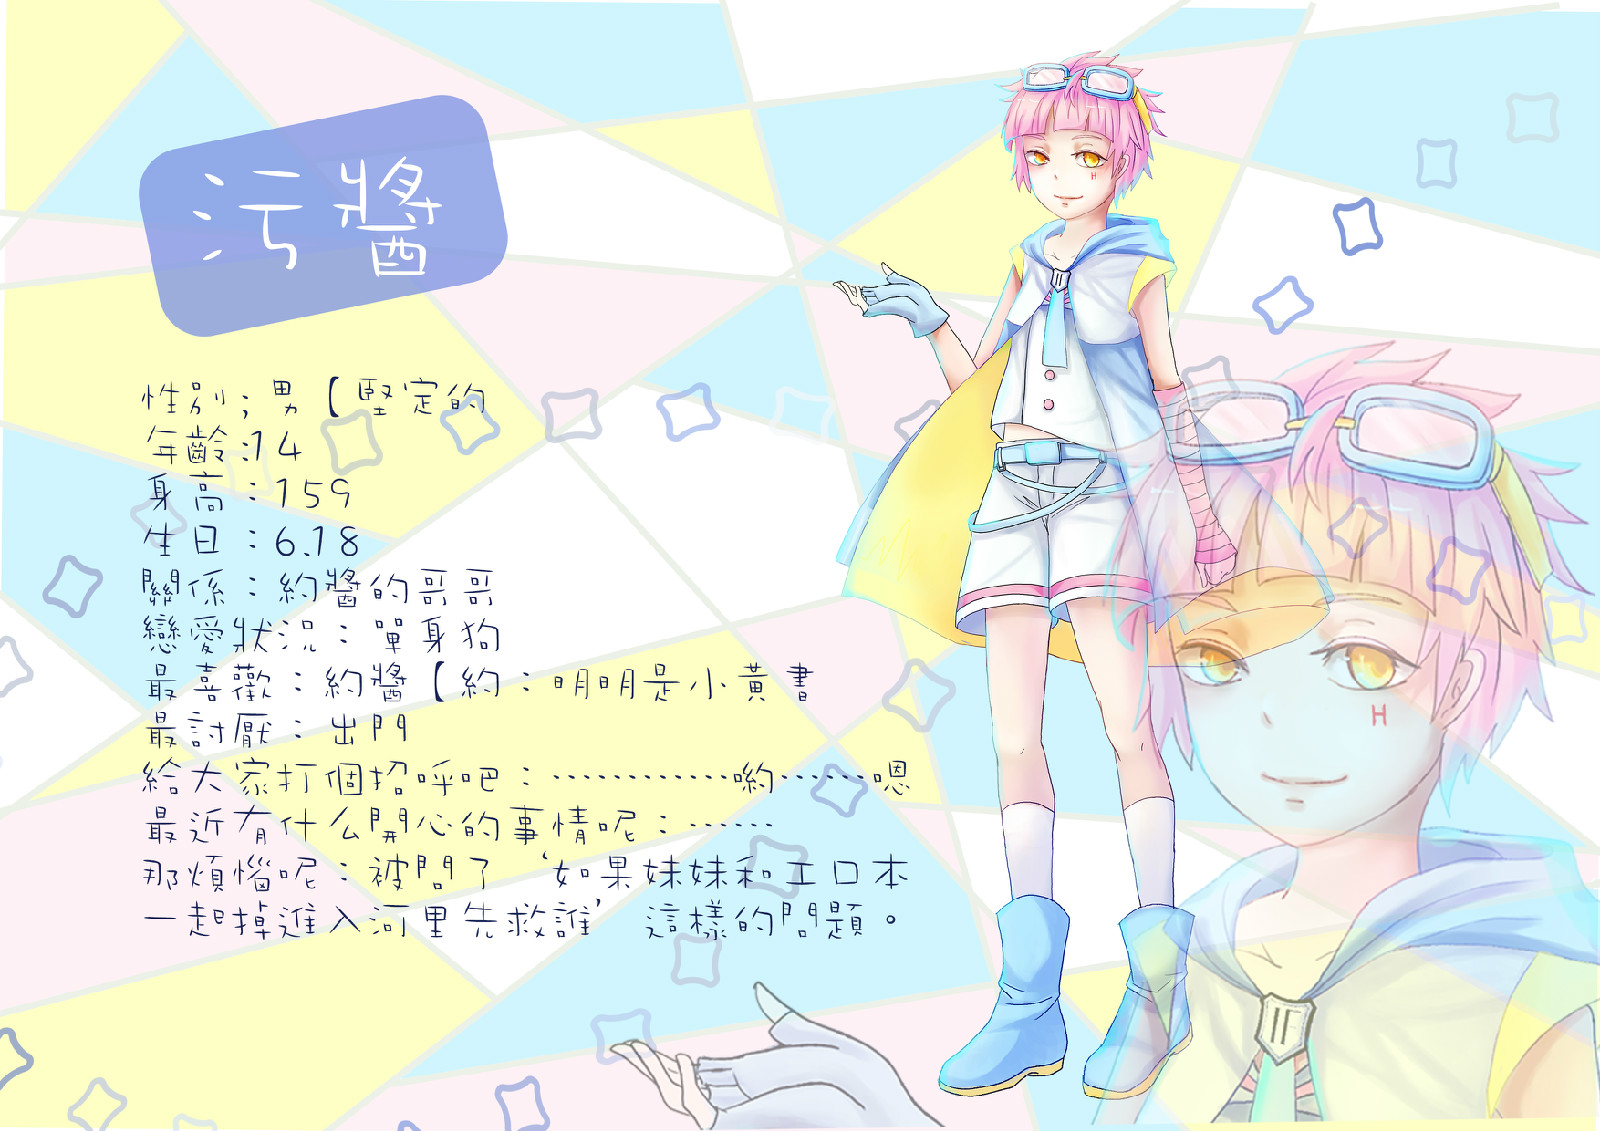 污醬
性別；男【堅定的
年齡:14
身高：159
生日：6.18
關係：約醬的哥哥
戀愛狀況：單身狗
最喜歡：約醬【約：明明是小黃書
最討厭：出門
給大家打個招呼吧：…………喲……嗯
最近有什么開心的事情呢：……
那煩惱呢：被問了‘如果妹妹和工口本
一起掉進入河里先救誰’這樣的問題。
H
H